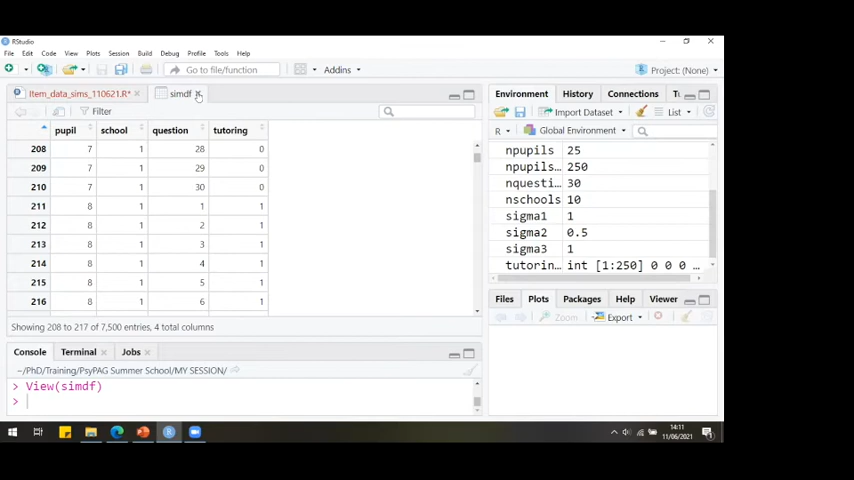 RStudio
File Edit Code View Plots Session Build Debug Profile Tools Help
Go to file/function Addins Project: (None)
Item_data_sims_110621.R* simdf
Filter
pupil school question tutoring
208 7 1 28 0
209 7 1 29 0
210 7 1 30 0
211 8 1 1 1
212 8 1 2 1
213 8 1 3 1
214 8 1 4 1
215 8 1 5 1
216 8 1 6 1
Showing 208 to 217 of 7,500 entries, 4 total columns
Console Terminal Jobs
~/PhD/Training/PsyPAG Summer School/MY SESSION/
> View(simdf)
>
Environment History Connections Tu
Import Dataset List
R Global Environment
npupils 25
npupils… 250
nquesti… 30
nschools 10
sigma1 1
sigma2 0.5
sigma3 1
tutorin… int [1:250] 0 0 0 …
Files Plots Packages Help Viewer
Zoom Export
14:11
11/06/2021